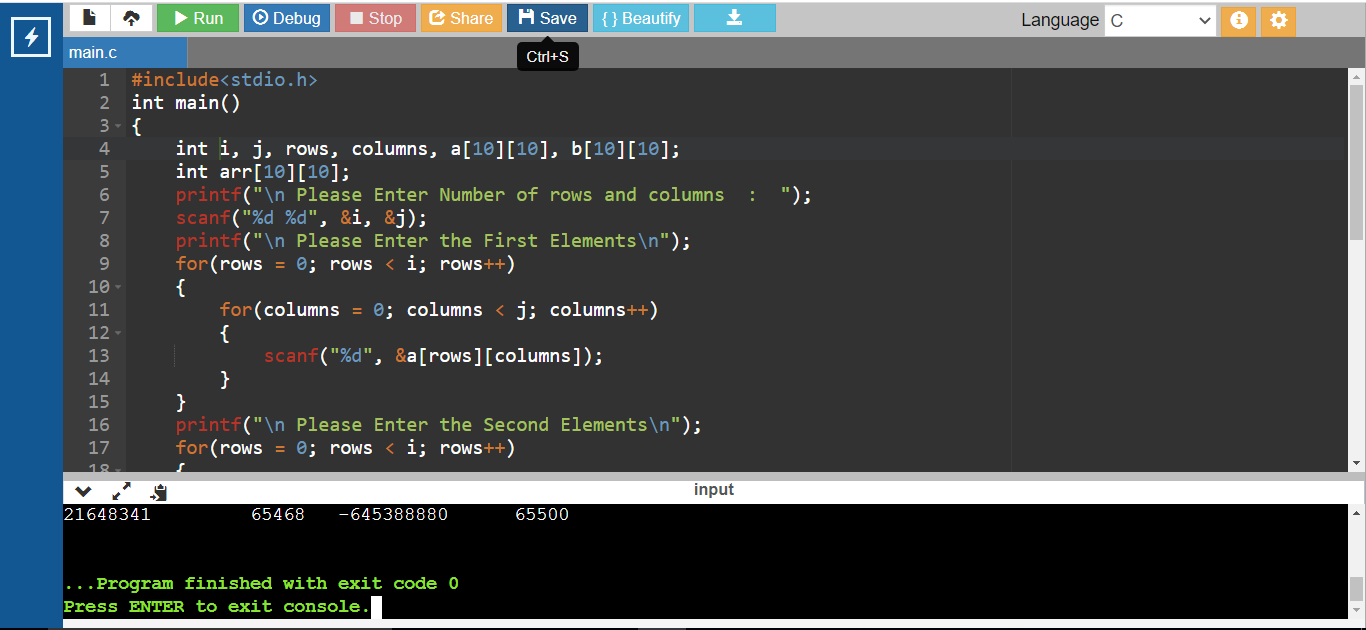 Run Debug Stop Share Save { } Beautify Language C
main.c
Ctrl+S
1 #include<stdio.h>
2 int main()
3 {
4     int i, j, rows, columns, a[10][10], b[10][10];
5     int arr[10][10];
6     printf("\n Please Enter Number of rows and columns  :  ");
7     scanf("%d %d", &i, &j);
8     printf("\n Please Enter the First Elements\n");
9     for(rows = 0; rows < i; rows++)
10     {
11         for(columns = 0; columns < j; columns++)
12         {
13             scanf("%d", &a[rows][columns]);
14         }
15     }
16     printf("\n Please Enter the Second Elements\n");
17     for(rows = 0; rows < i; rows++)
18     {
input
21648341         65468   -645388880      65500
...Program finished with exit code 0
Press ENTER to exit console.